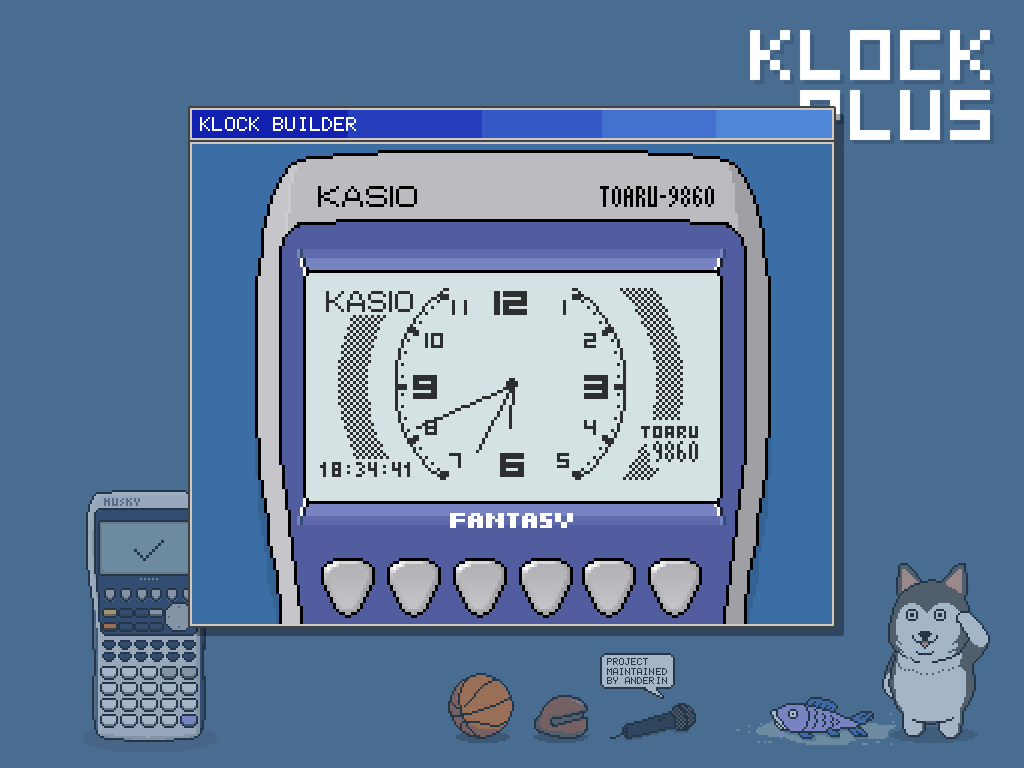 KLOCK
PLUS
KLOCK BUILDER
KASIO
TOARU-9860
KASIO
11
12
1
10
2
9
3
8
4
7
6
5
TOARU
9860
18:34:41
FANTASY
HUSKY
PROJECT
MAINTAINED
BY ANDERIN